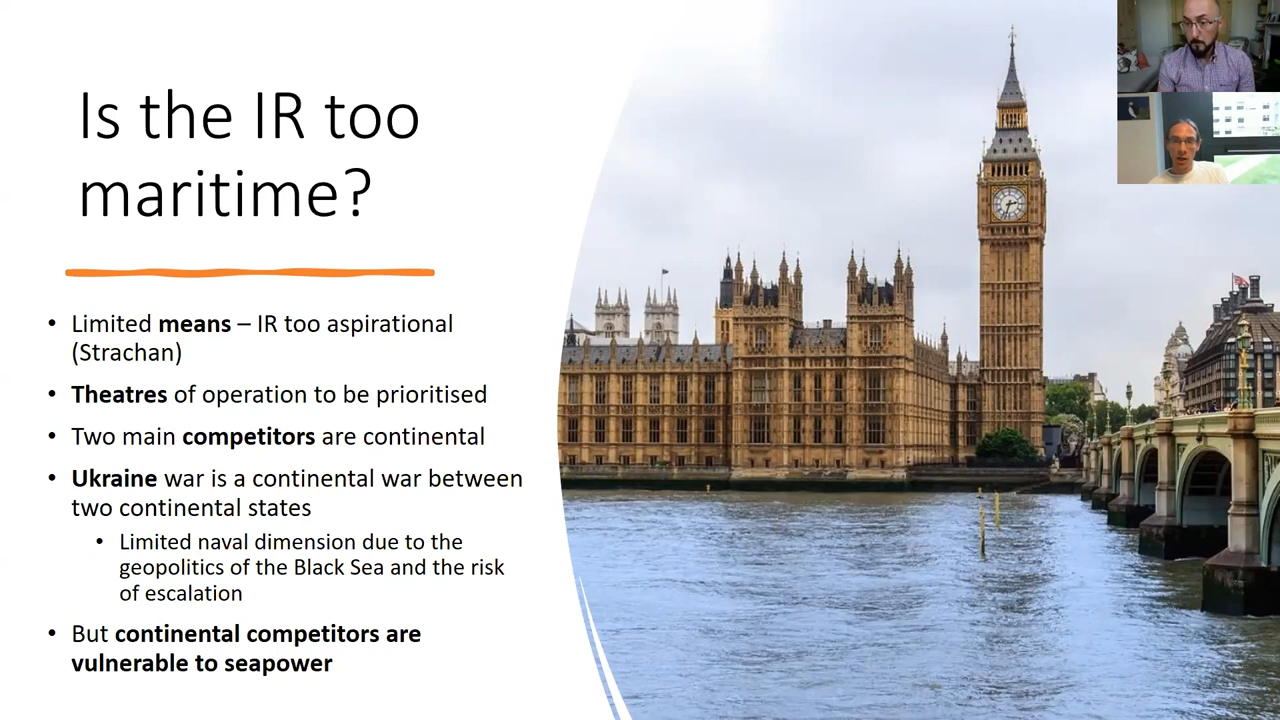 Is the IR too
maritime?
• Limited means – IR too aspirational
(Strachan)
• Theatres of operation to be prioritised
• Two main competitors are continental
• Ukraine war is a continental war between
two continental states
• Limited naval dimension due to the
geopolitics of the Black Sea and the risk
of escalation
• But continental competitors are
vulnerable to seapower